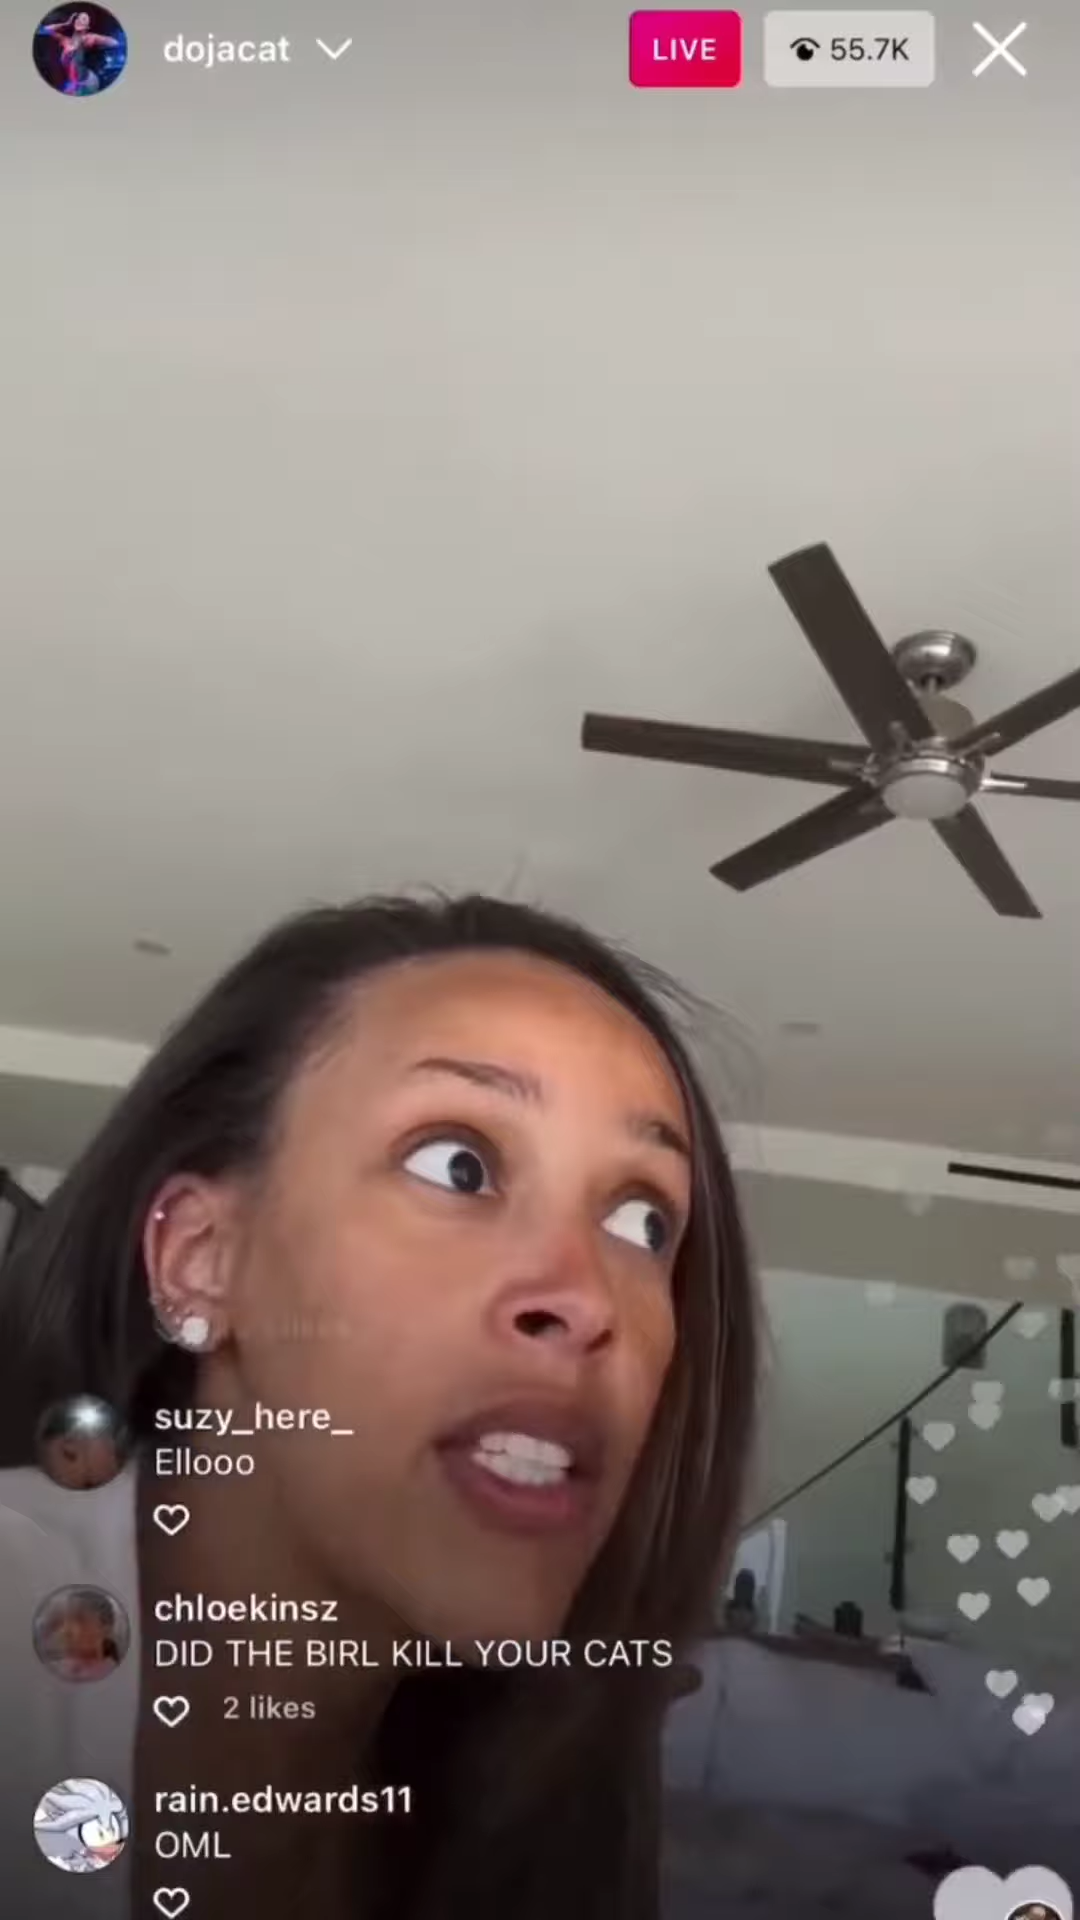 dojacat
LIVE
55.7K
suzy_here_
Ellooo
chloekinsz
DID THE BIRL KILL YOUR CATS
2 likes
rain.edwards11
OML